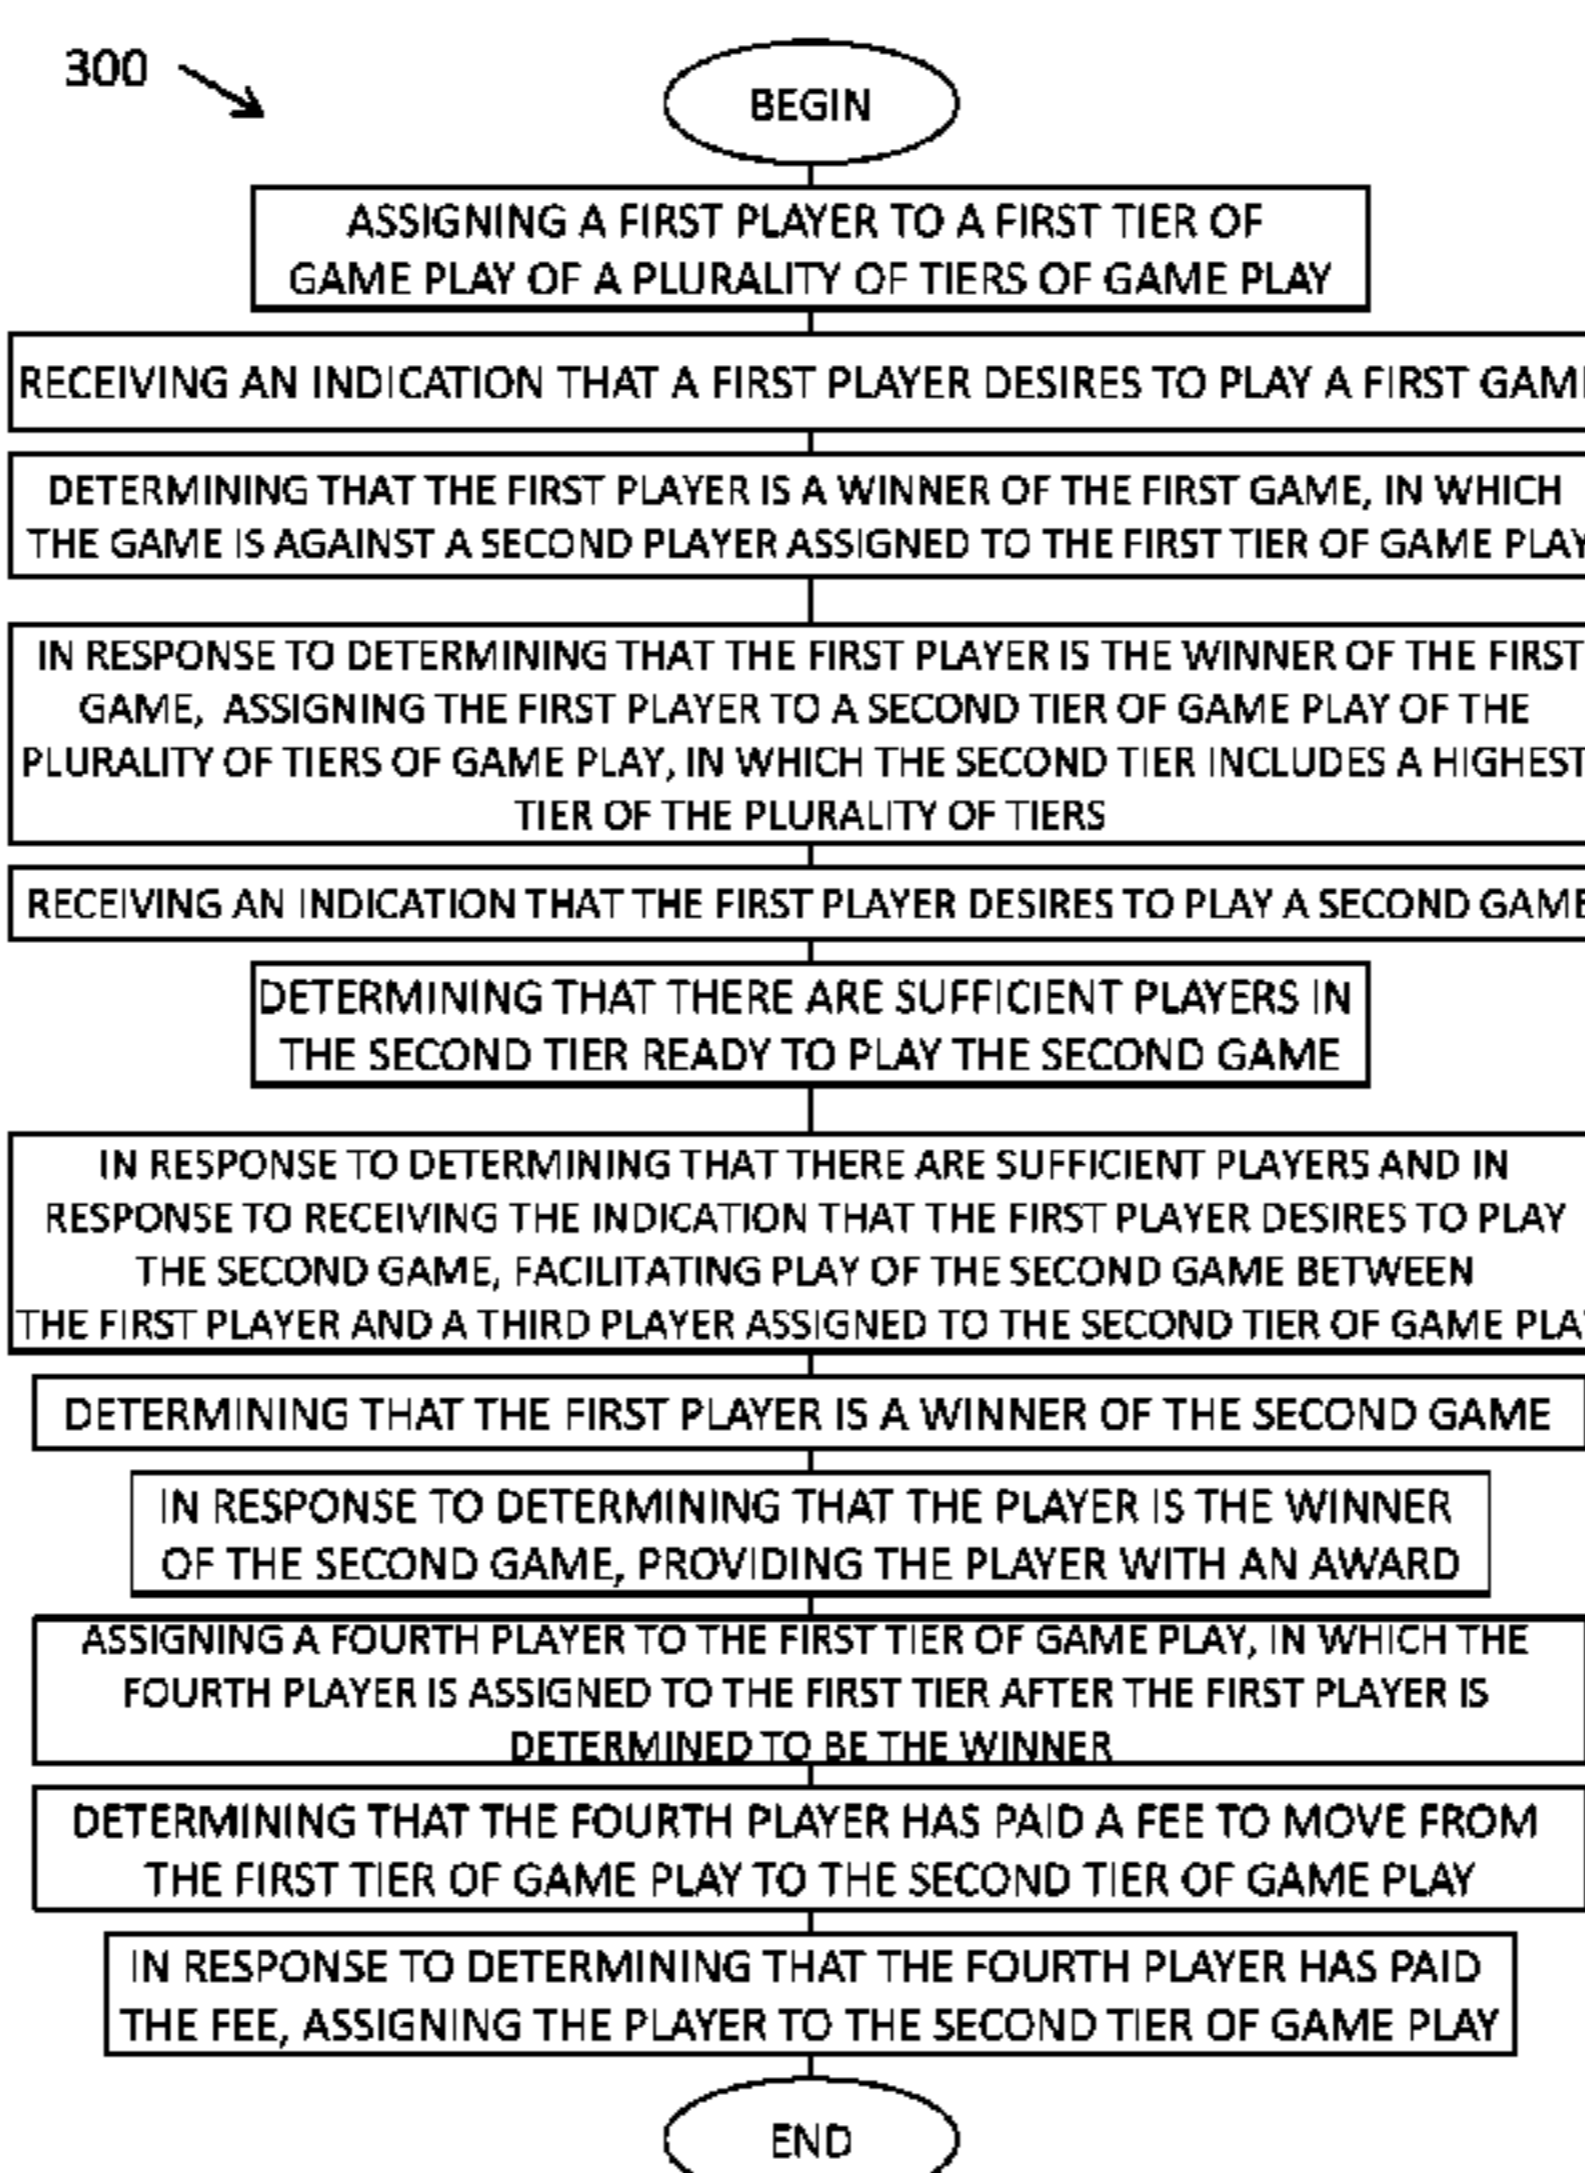 300
BEGIN
ASSIGNING A FIRST PLAYER TO A FIRST TIER OF
GAME PLAY OF A PLURALITY OF TIERS OF GAME PLAY
RECEIVING AN INDICATION THAT A FIRST PLAYER DESIRES TO PLAY A FIRST GAME
DETERMINING THAT THE FIRST PLAYER IS A WINNER OF THE FIRST GAME, IN WHICH
THE GAME IS AGAINST A SECOND PLAYER ASSIGNED TO THE FIRST TIER OF GAME PLAY
IN RESPONSE TO DETERMINING THAT THE FIRST PLAYER IS THE WINNER OF THE FIRST
GAME, ASSIGNING THE FIRST PLAYER TO A SECOND TIER OF GAME PLAY OF THE
PLURALITY OF TIERS OF GAME PLAY, IN WHICH THE SECOND TIER INCLUDES A HIGHEST
TIER OF THE PLURALITY OF TIERS
RECEIVING AN INDICATION THAT THE FIRST PLAYER DESIRES TO PLAY A SECOND GAME
DETERMINING THAT THERE ARE SUFFICIENT PLAYERS IN
THE SECOND TIER READY TO PLAY THE SECOND GAME
IN RESPONSE TO DETERMINING THAT THERE ARE SUFFICIENT PLAYERS AND IN
RESPONSE TO RECEIVING THE INDICATION THAT THE FIRST PLAYER DESIRES TO PLAY
THE SECOND GAME, FACILITATING PLAY OF THE SECOND GAME BETWEEN
THE FIRST PLAYER AND A THIRD PLAYER ASSIGNED TO THE SECOND TIER OF GAME PLA
DETERMINING THAT THE FIRST PLAYER IS A WINNER OF THE SECOND GAME
IN RESPONSE TO DETERMINING THAT THE PLAYER IS THE WINNER
OF THE SECOND GAME, PROVIDING THE PLAYER WITH AN AWARD
ASSIGNING A FOURTH PLAYER TO THE FIRST TIER OF GAME PLAY, IN WHICH THE
FOURTH PLAYER IS ASSIGNED TO THE FIRST TIER AFTER THE FIRST PLAYER IS
DETERMINED TO BE THE WINNER
DETERMINING THAT THE FOURTH PLAYER HAS PAID A FEE TO MOVE FROM
THE FIRST TIER OF GAME PLAY TO THE SECOND TIER OF GAME PLAY
IN RESPONSE TO DETERMINING THAT THE FOURTH PLAYER HAS PAID
THE FEE, ASSIGNING THE PLAYER TO THE SECOND TIER OF GAME PLAY
END